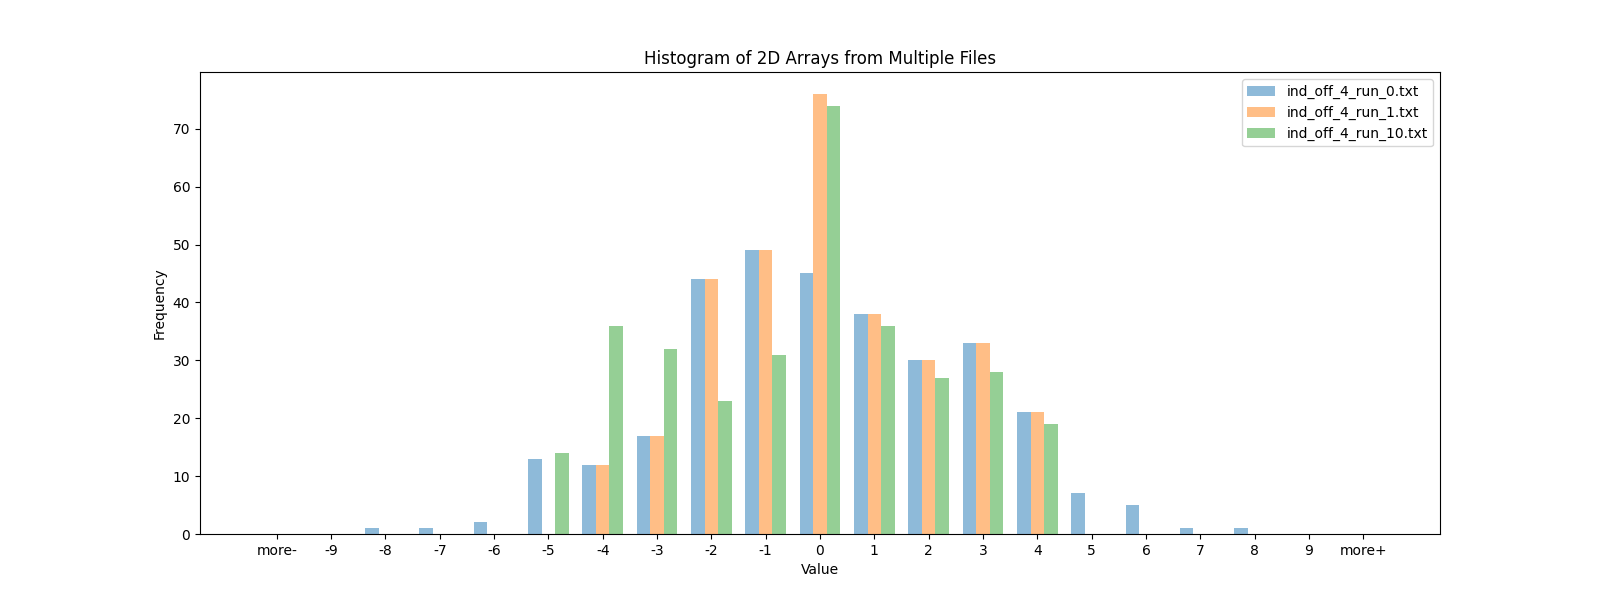 Histogram of 2D Arrays from Multiple Files
ind_off_4_run_0.txt
ind_off_4_run_1.txt
ind_off_4_run_10.txt
70
60
50
40
30
20
10
0
Frequency
more- -9 -8 -7 -6 -5 -4 -3 -2 -1 0 1 2 3 4 5 6 7 8 9 more+
Value